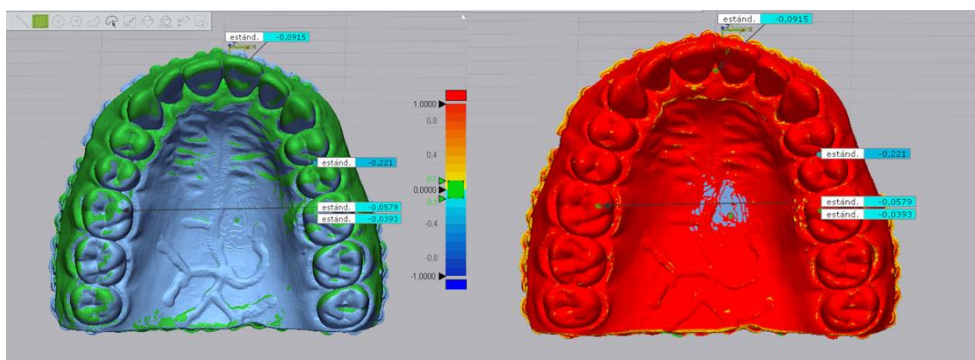 estánd. -0,0915
estánd. -0,221
estánd. -0,0579
estánd. -0,0393
1.0000
0.8
0.4
0.1
0.0000
-0.1
-0.4
-0.8
-1.0000
estánd. -0,0915
estánd. -0,221
estánd. -0,0579
estánd. -0,0393